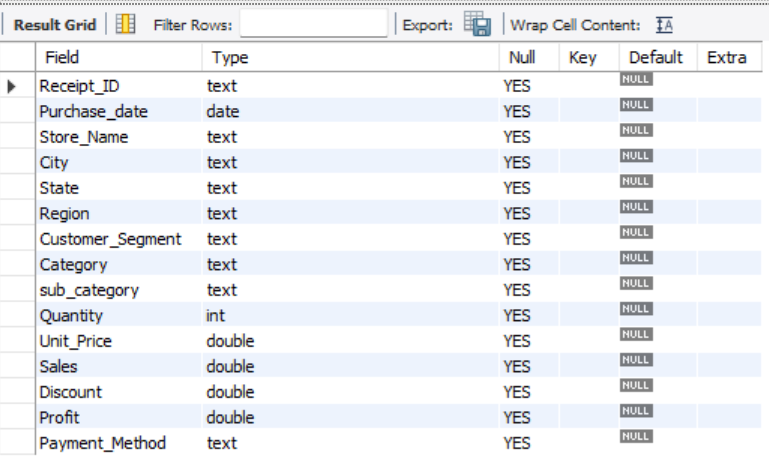 Result Grid Filter Rows: Export: Wrap Cell Content: IA
Field Type Null Key Default Extra
Receipt_ID text YES NULL
Purchase_date date YES NULL
Store_Name text YES NULL
City text YES NULL
State text YES NULL
Region text YES NULL
Customer_Segment text YES NULL
Category text YES NULL
sub_category text YES NULL
Quantity int YES NULL
Unit_Price double YES NULL
Sales double YES NULL
Discount double YES NULL
Profit double YES NULL
Payment_Method text YES NULL